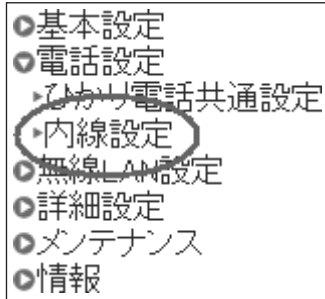 基本設定
電話設定
ひかり電話共通設定
内線設定
無線LAN設定
詳細設定
メンテナンス
情報